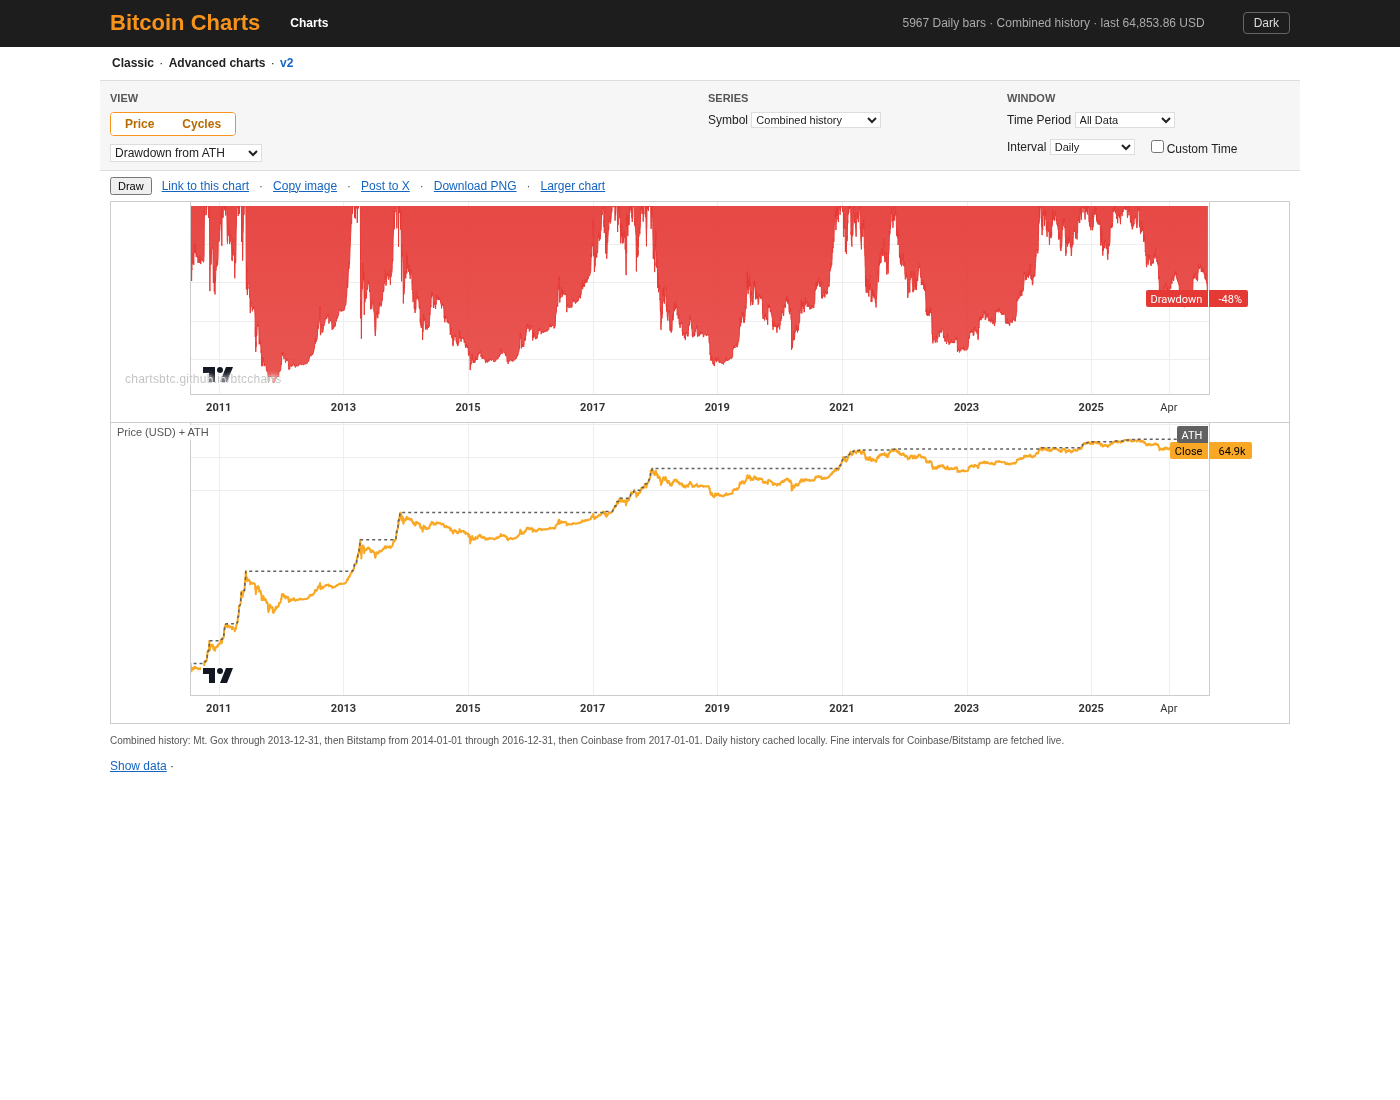 Bitcoin Charts Charts 5967 Daily bars · Combined history · last 64,853.86 USD Dark
Classic · Advanced charts · v2
VIEW SERIES WINDOW
Price Cycles Symbol Combined history Time Period All Data
Drawdown from ATH Interval Daily Custom Time
Draw Link to this chart · Copy image · Post to X · Download PNG · Larger chart
Drawdown -48%
chartsbtc.github.io/btccharts
2011 2013 2015 2017 2019 2021 2023 2025 Apr
Price (USD) + ATH
ATH
Close 64.9k
2011 2013 2015 2017 2019 2021 2023 2025 Apr
Combined history: Mt. Gox through 2013-12-31, then Bitstamp from 2014-01-01 through 2016-12-31, then Coinbase from 2017-01-01. Daily history cached locally. Fine intervals for Coinbase/Bitstamp are fetched live.
Show data ·